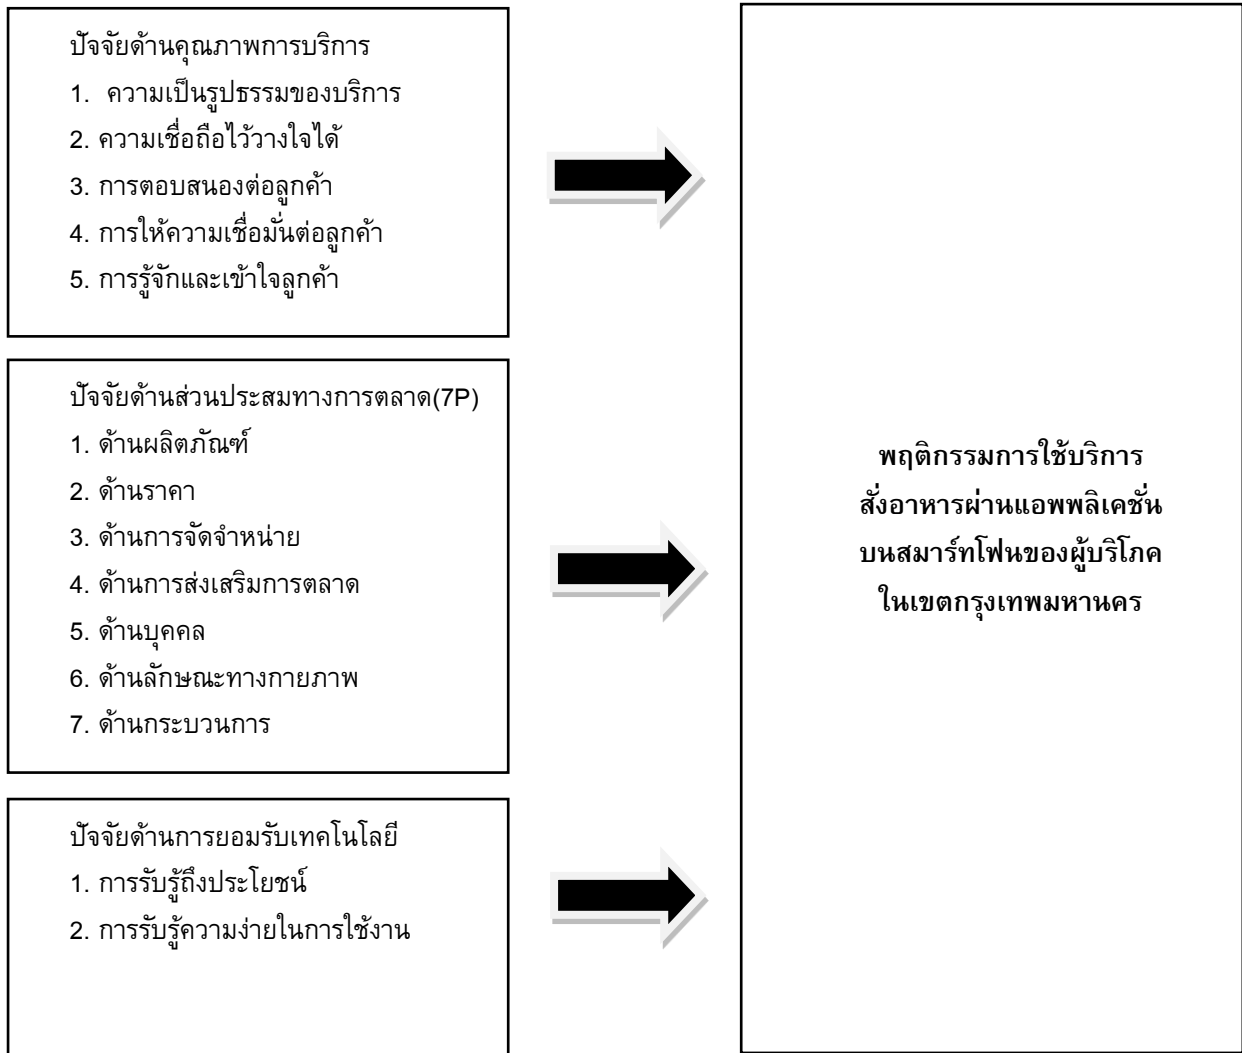 ปัจจัยด้านคุณภาพการบริการ
1. ความเป็นรูปธรรมของบริการ
2. ความเชื่อถือไว้วางใจได้
3. การตอบสนองต่อลูกค้า
4. การให้ความเชื่อมั่นต่อลูกค้า
5. การรู้จักและเข้าใจลูกค้า
ปัจจัยด้านส่วนประสมทางการตลาด(7P)
1. ด้านผลิตภัณฑ์
2. ด้านราคา
3. ด้านการจัดจำหน่าย
4. ด้านการส่งเสริมการตลาด
5. ด้านบุคคล
6. ด้านลักษณะทางกายภาพ
7. ด้านกระบวนการ
ปัจจัยด้านการยอมรับเทคโนโลยี
1. การรับรู้ถึงประโยชน์
2. การรับรู้ความง่ายในการใช้งาน
พฤติกรรมการใช้บริการ
สั่งอาหารผ่านแอพพลิเคชั่น
บนสมาร์ทโฟนของผู้บริโภค
ในเขตกรุงเทพมหานคร